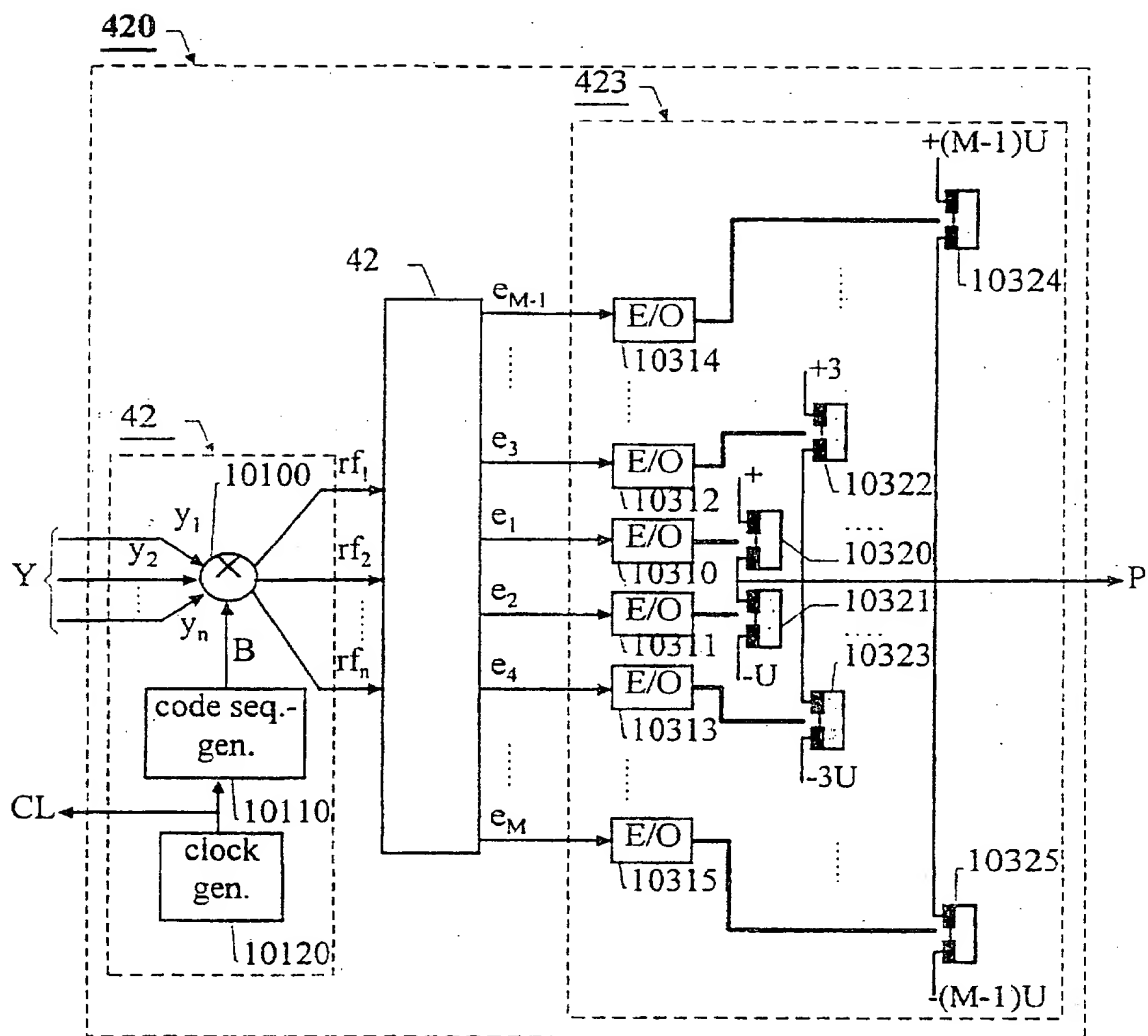 420
423
+(M-1)U
10324
42
e_{M-1}
E/O
10314
+3
42
10100
rf_1
e_3
E/O
10312
10322
+
Y
y_1
y_2
y_n
rf_2
e_1
E/O
10310
10320
P
B
e_2
E/O
10311
10321
-U
rf_n
e_4
E/O
10313
10323
-3U
code seq.-
gen.
10110
CL
clock
gen.
10120
e_M
E/O
10315
10325
-(M-1)U